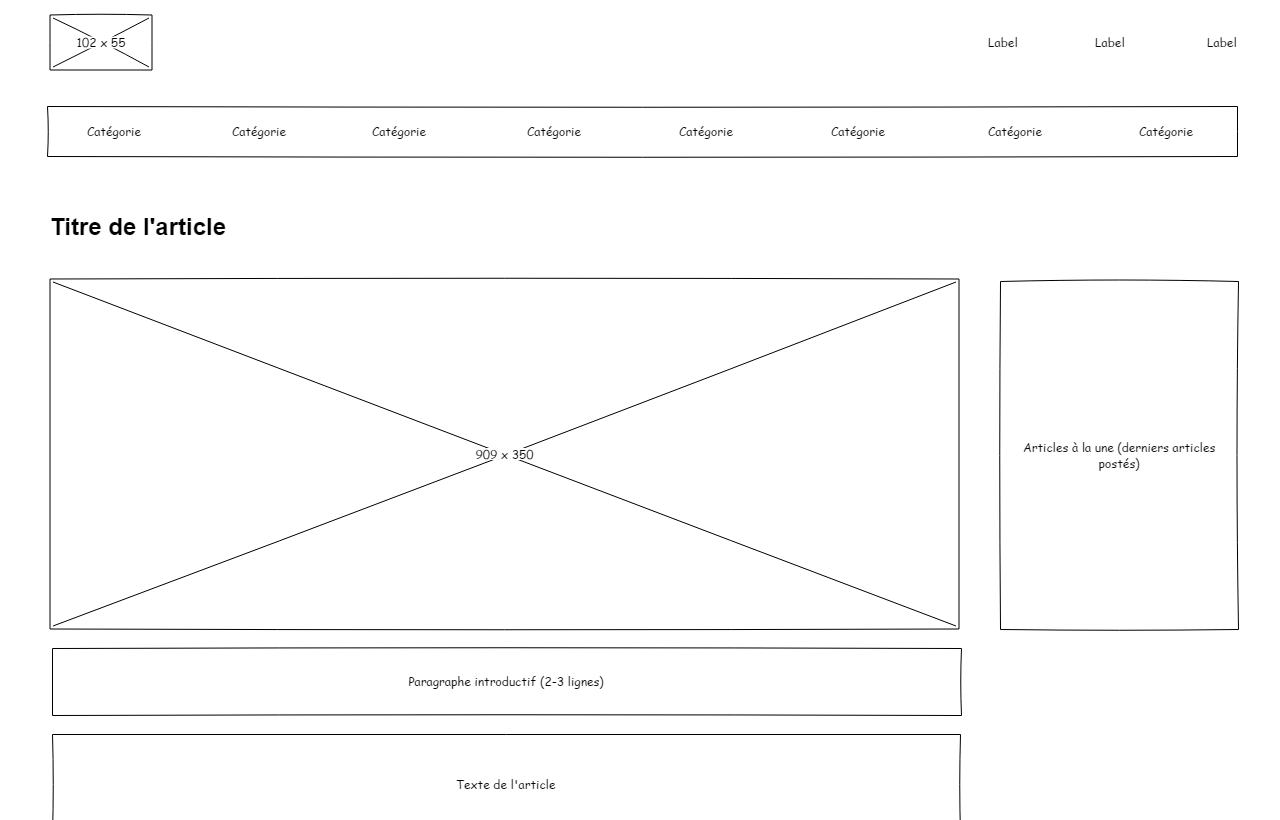 102 x 55
Label Label Label
Catégorie Catégorie Catégorie Catégorie Catégorie Catégorie Catégorie Catégorie
Titre de l'article
909 x 350
Articles à la une (derniers articles
postés)
Paragraphe introductif (2-3 lignes)
Texte de l'article